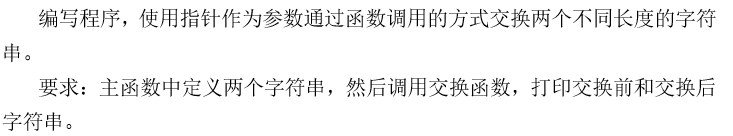 编写程序，使用指针作为参数通过函数调用的方式交换两个不同长度的字符
串。
要求：主函数中定义两个字符串，然后调用交换函数，打印交换前和交换后
字符串。